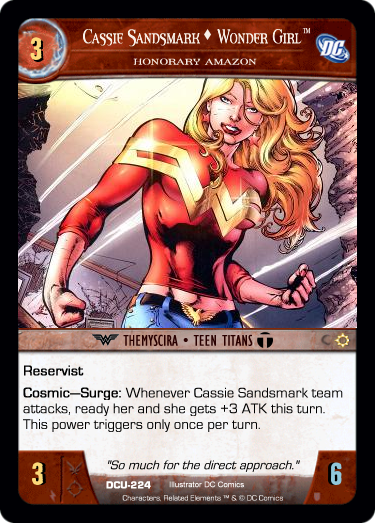 3
Cassie Sandsmark ♦ Wonder Girl™
HONORARY AMAZON
DC
THEMYSCIRA • TEEN TITANS
Reservist
Cosmic—Surge: Whenever Cassie Sandsmark team
attacks, ready her and she gets +3 ATK this turn.
This power triggers only once per turn.
"So much for the direct approach."
3
6
DCU-224 Illustrator DC Comics
Characters, Related Elements ™ & © DC Comics